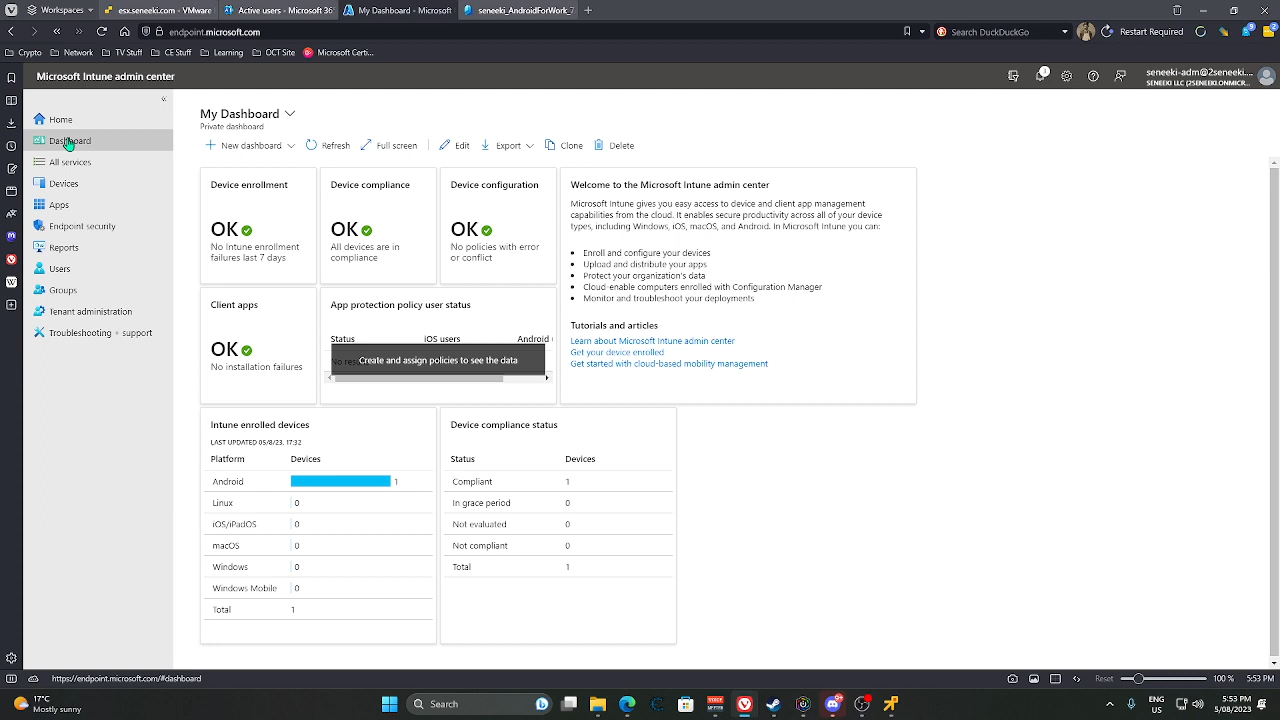 Workspaces
esx.seneeki.com - VMware
Active users - Microsoft 36
My Dashboard - Microsoft
seneeki_AndroidForWork_7
endpoint.microsoft.com
Search DuckDuckGo
Restart Required
9
2
Crypto
Network
TV Stuff
CE Stuff
Learning
OCT Site
Microsoft Certi...
Microsoft Intune admin center
1
seneeki-adm@2seneeki....
SENEEKI LLC (2SENEEKI.ONMICR...
«
Home
Dashboard
All services
Devices
Apps
Endpoint security
Reports
Users
Groups
Tenant administration
Troubleshooting + support
My Dashboard
Private dashboard
New dashboard
Refresh
Full screen
Edit
Export
Clone
Delete
Device enrollment
OK
No Intune enrollment
failures last 7 days
Device compliance
OK
All devices are in
compliance
Device configuration
OK
No policies with error
or conflict
Welcome to the Microsoft Intune admin center
Microsoft Intune gives you easy access to device and client app management
capabilities from the cloud. It enables secure productivity across all of your device
types, including Windows, iOS, macOS, and Android. In Microsoft Intune you can:
• Enroll and configure your devices
• Upload and distribute your apps
• Protect your organization's data
• Cloud-enable computers enrolled with Configuration Manager
• Monitor and troubleshoot your deployments
Tutorials and articles
Learn about Microsoft Intune admin center
Get your device enrolled
Get started with cloud-based mobility management
Client apps
OK
No installation failures
App protection policy user status
Status iOS users Android
No res
Create and assign policies to see the data
Intune enrolled devices
LAST UPDATED 05/8/23, 17:32
Platform Devices
Android 1
Linux 0
iOS/iPadOS 0
macOS 0
Windows 0
Windows Mobile 0
Total 1
Device compliance status
Status Devices
Compliant 1
In grace period 0
Not evaluated 0
Not compliant 0
Total 1
https://endpoint.microsoft.com/#dashboard
Reset
100 %
5:53 PM
17°C
Mostly sunny
Search
ENG
US
5:53 PM
5/08/2023